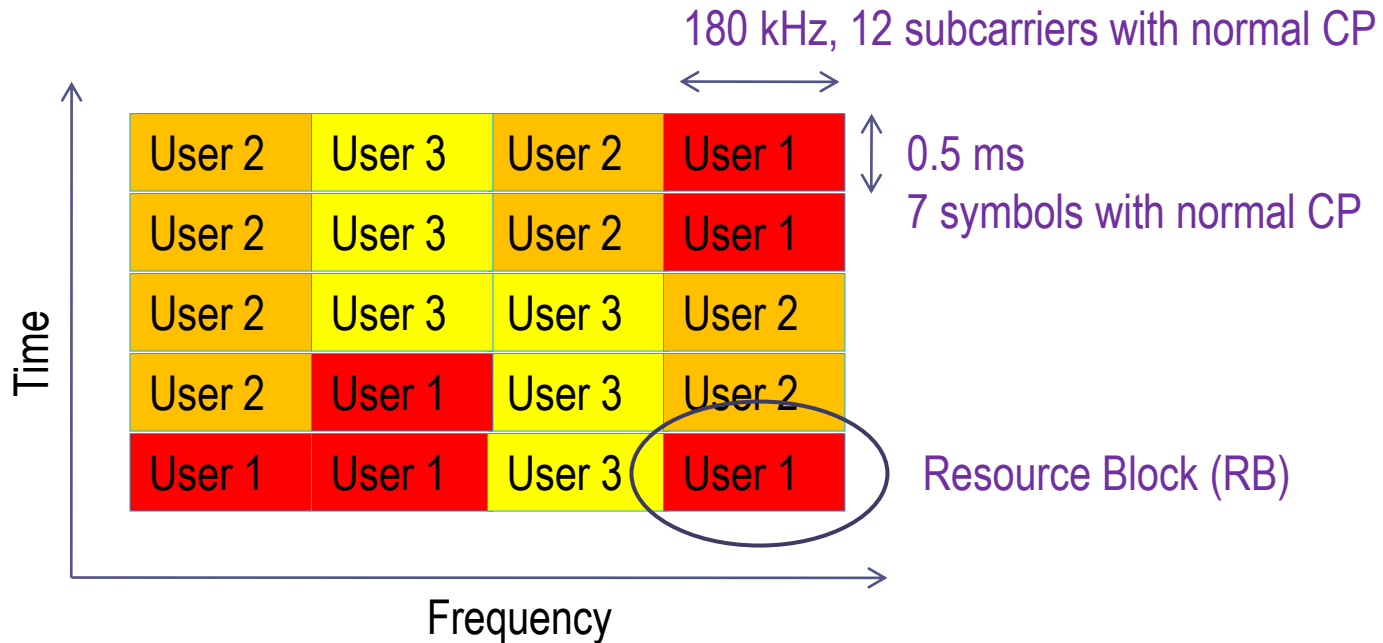 180 kHz, 12 subcarriers with normal CP
User 2 User 3 User 2 User 1
0.5 ms
User 2 User 3 User 2 User 1
7 symbols with normal CP
User 2 User 3 User 3 User 2
User 2 User 1 User 3 User 2
User 1 User 1 User 3 User 1
Resource Block (RB)
Time
Frequency